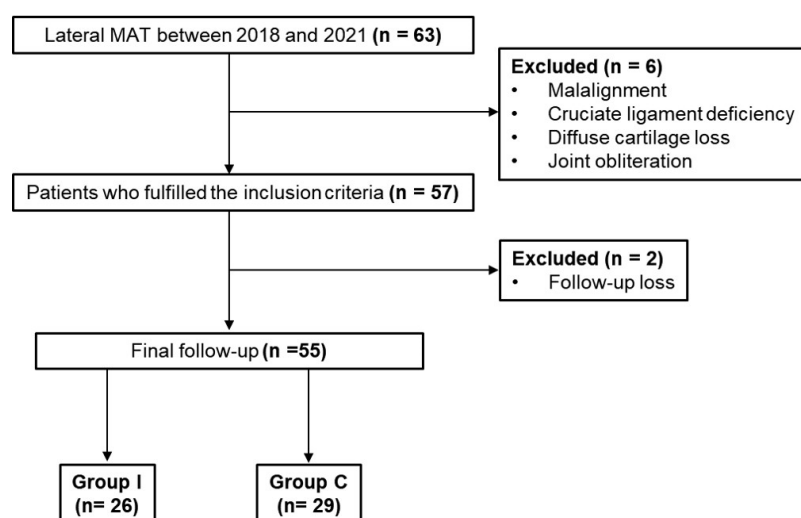 Lateral MAT between 2018 and 2021 (n = 63)
Excluded (n = 6)
• Malalignment
• Cruciate ligament deficiency
• Diffuse cartilage loss
• Joint obliteration
Patients who fulfilled the inclusion criteria (n = 57)
Excluded (n = 2)
• Follow-up loss
Final follow-up (n =55)
Group I
(n= 26)
Group C
(n= 29)